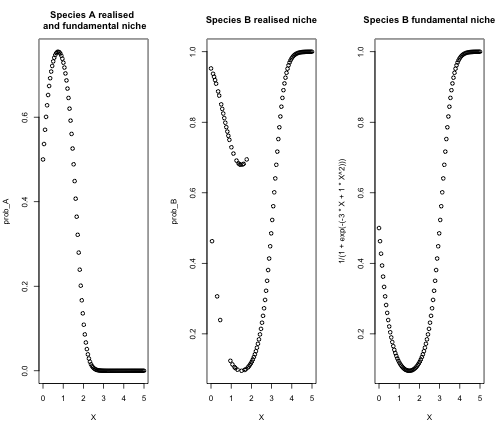 Species A realised
and fundamental niche
prob_A
0.0 0.2 0.4 0.6
0 1 2 3 4 5
X
Species B realised niche
prob_B
0.2 0.4 0.6 0.8 1.0
0 1 2 3 4 5
X
Species B fundamental niche
1/(1 + exp(-(-3 * X + 1 * X^2)))
0.2 0.4 0.6 0.8 1.0
0 1 2 3 4 5
X